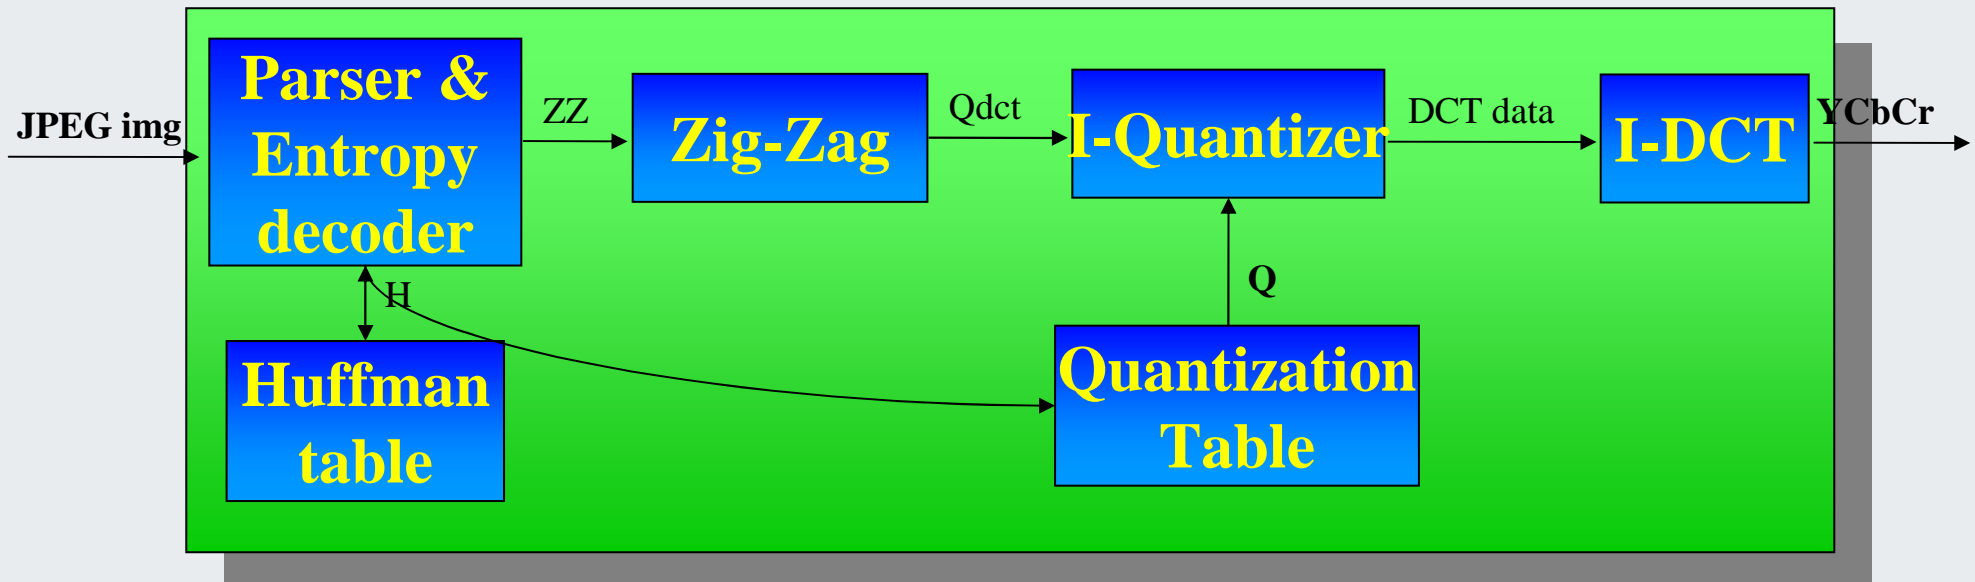 JPEG img
Parser &
Entropy
decoder
ZZ
Zig-Zag
Qdct
I-Quantizer
DCT data
I-DCT
YCbCr
H
Q
Huffman
table
Quantization
Table